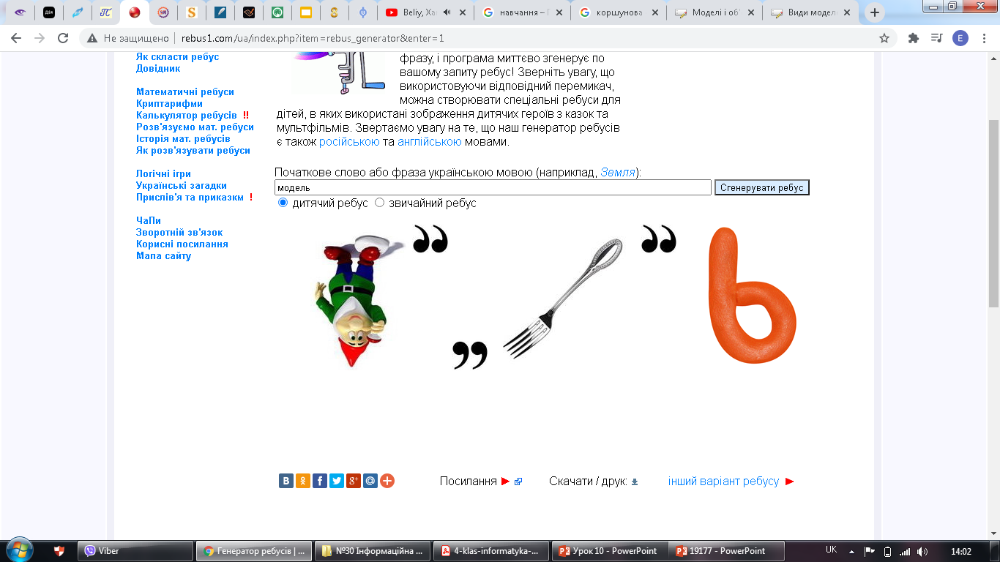 Дія
Beliy, Ха
навчання – П
коршунова
Моделі і об'
Види модел
Не защищено
rebus1.com/ua/index.php?item=rebus_generator&enter=1
E
Як скласти ребус
Довідник
Математичні ребуси
Криптарифми
Калькулятор ребусів !!
Розв'язуємо мат. ребуси
Історія мат. ребусів
Як розв'язувати ребуси
Логічні ігри
Українські загадки
Прислів'я та приказкм !
ЧаПи
Зворотній зв'язок
Корисні посилання
Мапа сайту
фразу, і програма миттєво згенерує по
вашому запиту ребус! Зверніть увагу, що
використовуючи відповідний перемикач,
можна створювати спеціальні ребуси для
дітей, в яких використані зображення дитячих героїв з казок та
мультфільмів. Звертаємо увагу на те, що наш генератор ребусів
є також російською та англійською мовами.
Початкове слово або фраза українською мовою (наприклад, Земля):
модель
Сгенерувати ребус
дитячий ребус звичайний ребус
,, ,,
,,
ь
Посилання
Скачати / друк:
інший варіант ребусу
Viber
Генератор ребусів | ...
№30 Інформаційна ...
4-klas-informatyka-...
Урок 10 - PowerPoint
19177 - PowerPoint
UK
14:02